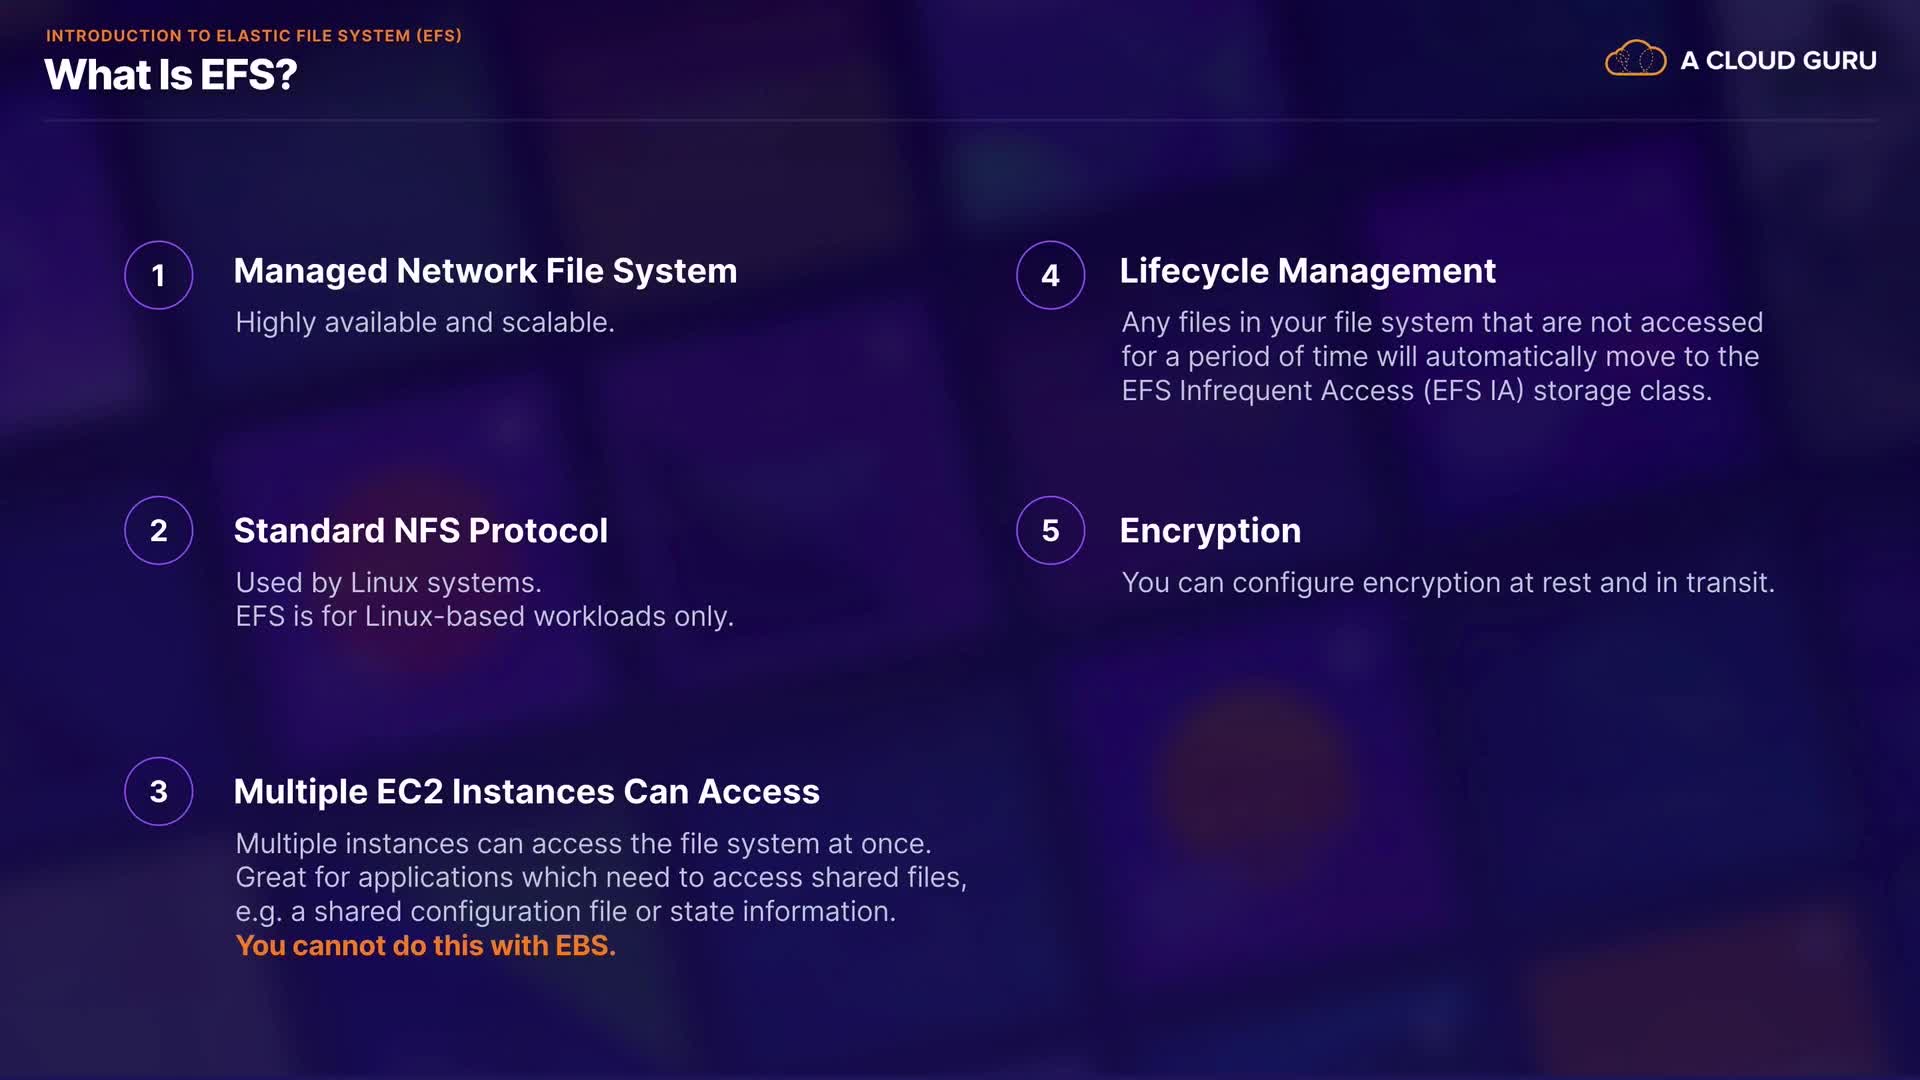 INTRODUCTION TO ELASTIC FILE SYSTEM (EFS)
What Is EFS?
A CLOUD GURU
1
Managed Network File System
Highly available and scalable.
2
Standard NFS Protocol
Used by Linux systems.
EFS is for Linux-based workloads only.
3
Multiple EC2 Instances Can Access
Multiple instances can access the file system at once.
Great for applications which need to access shared files,
e.g. a shared configuration file or state information.
You cannot do this with EBS.
4
Lifecycle Management
Any files in your file system that are not accessed
for a period of time will automatically move to the
EFS Infrequent Access (EFS IA) storage class.
5
Encryption
You can configure encryption at rest and in transit.